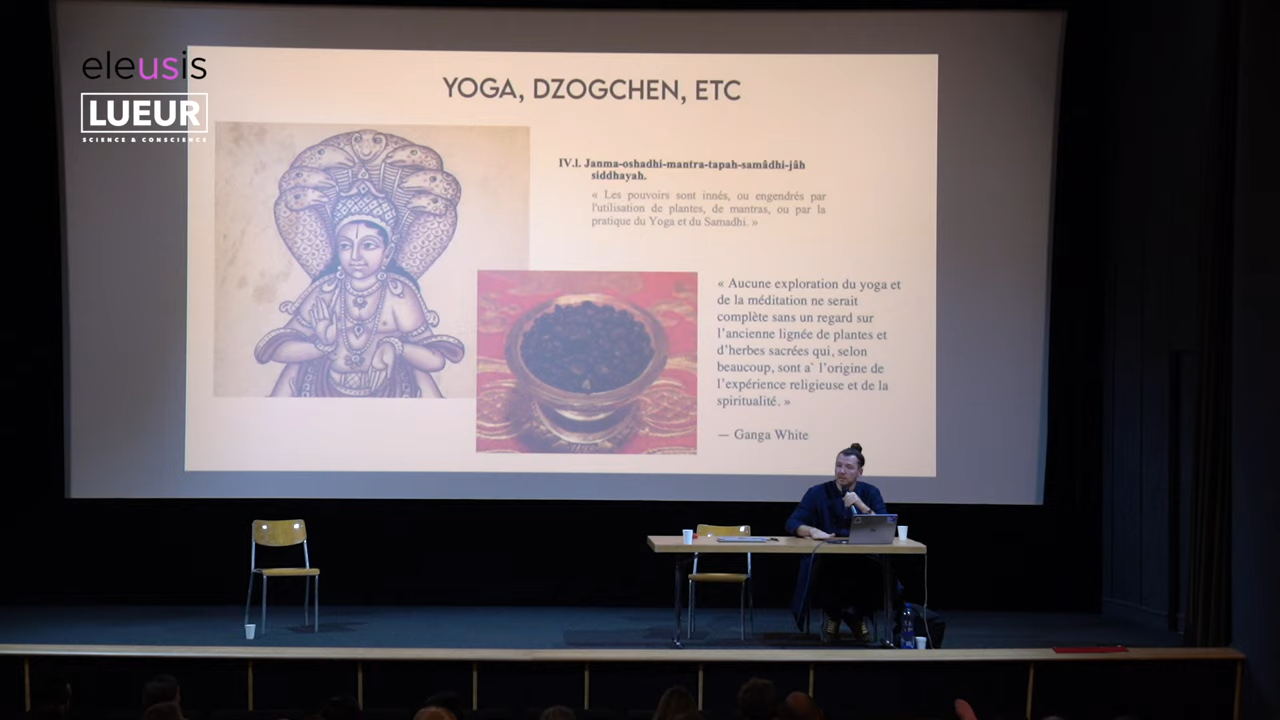 eleusis
LUEUR
SCIENCE & CONSCIENCE
YOGA, DZOGCHEN, ETC
IV.I. Janma-oshadhi-mantra-tapah-samâdhi-jâh
siddhayah.
« Les pouvoirs sont innés, ou engendrés par
l'utilisation de plantes, de mantras, ou par la
pratique du Yoga et du Samadhi. »
« Aucune exploration du yoga et
de la méditation ne serait
complète sans un regard sur
l'ancienne lignée de plantes et
d'herbes sacrées qui, selon
beaucoup, sont a` l'origine de
l'expérience religieuse et de la
spiritualité. »
— Ganga White